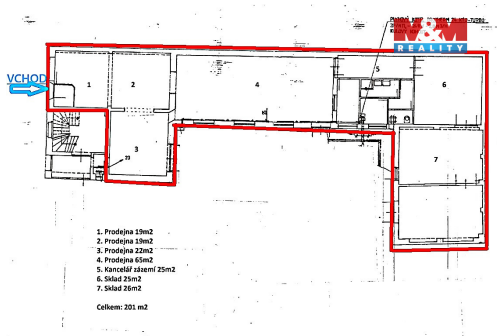 M&M
REALITY
VCHOD
1
2
4
5
6
3
7
1. Prodejna 19m2
2. Prodejna 19m2
3. Prodejna 22m2
4. Prodejna 65m2
5. Kancelář zázemí 25m2
6. Sklad 25m2
7. Sklad 26m2
Celkem: 201 m2